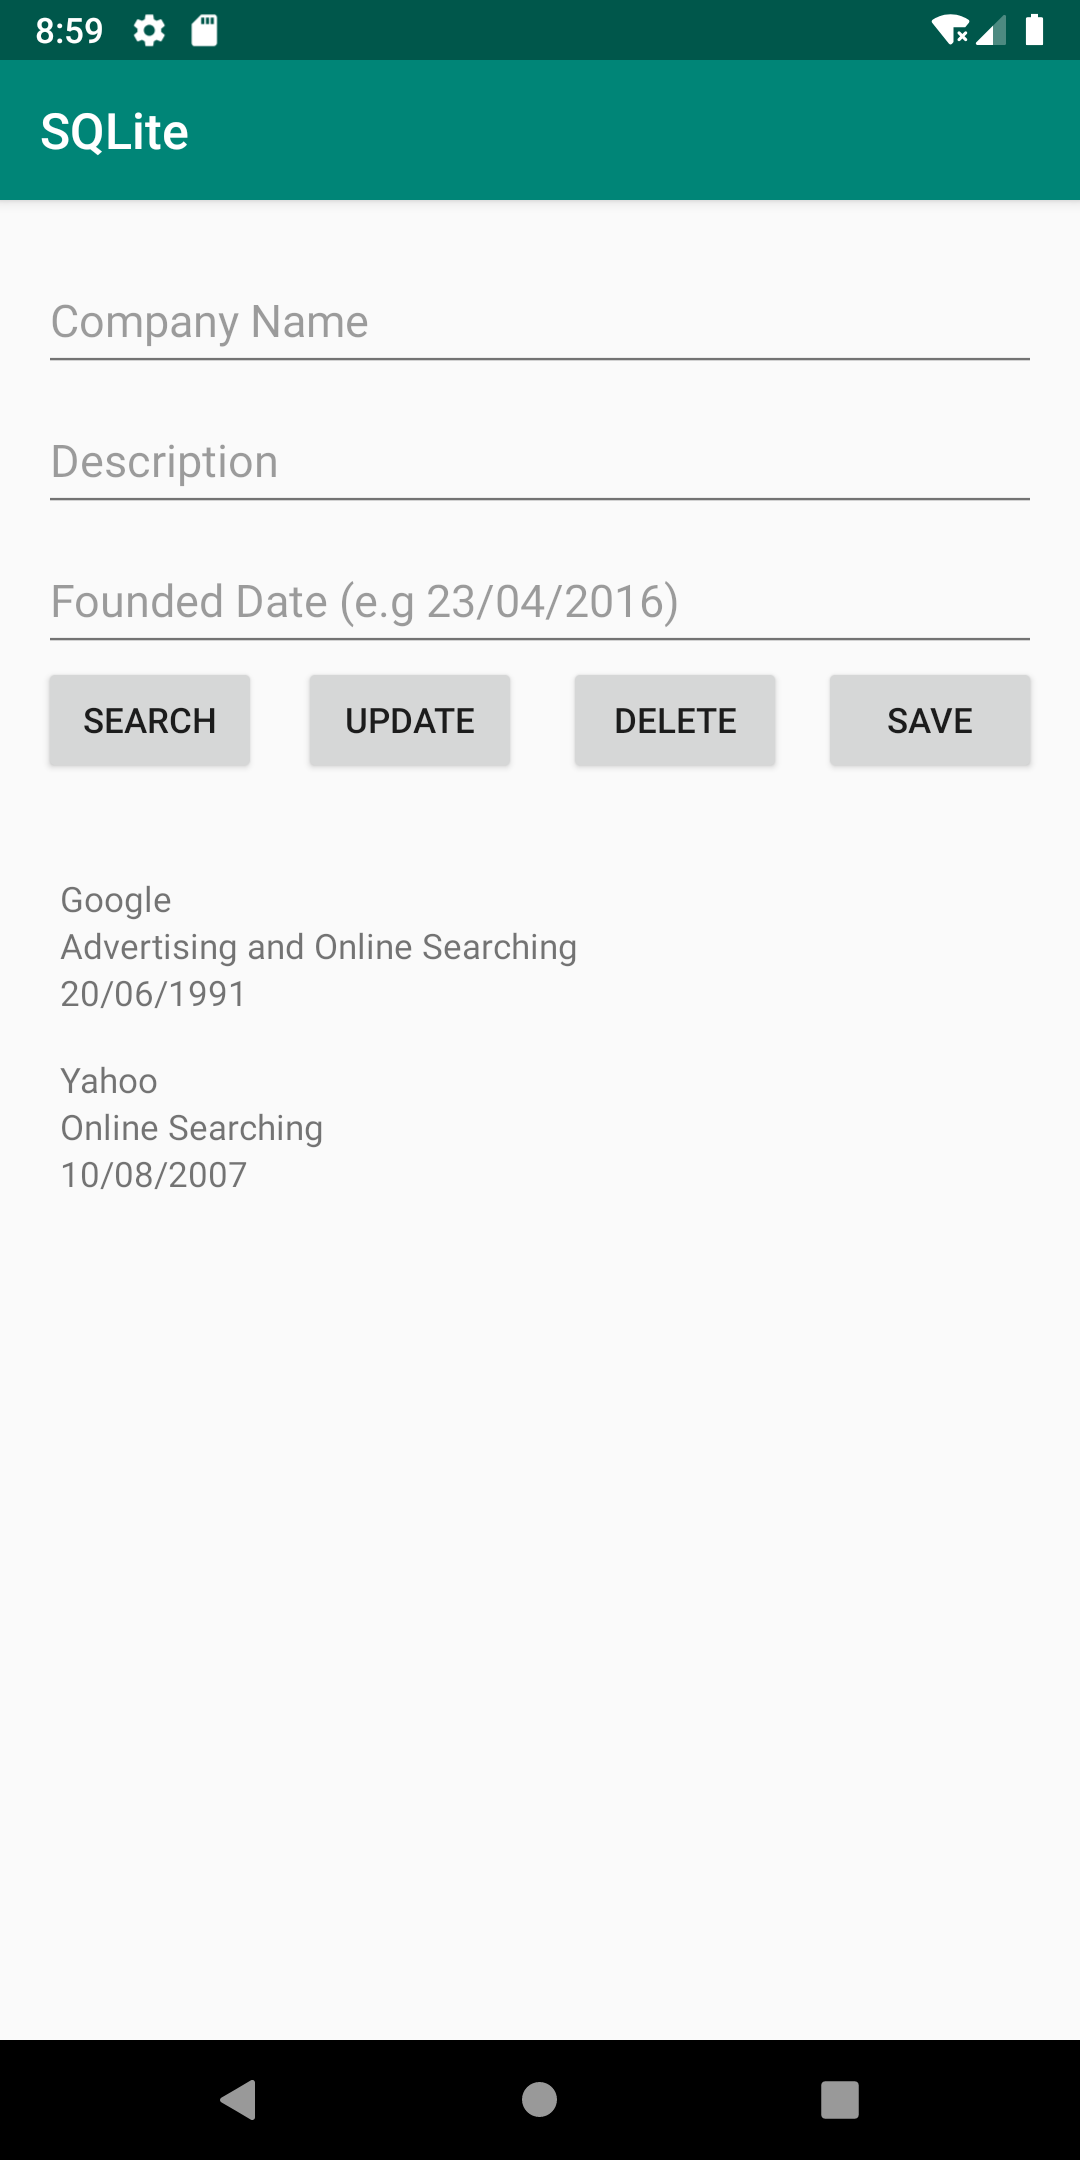 8:59
SQLite
Company Name
Description
Founded Date (e.g 23/04/2016)
SEARCH UPDATE DELETE SAVE
Google
Advertising and Online Searching
20/06/1991
Yahoo
Online Searching
10/08/2007